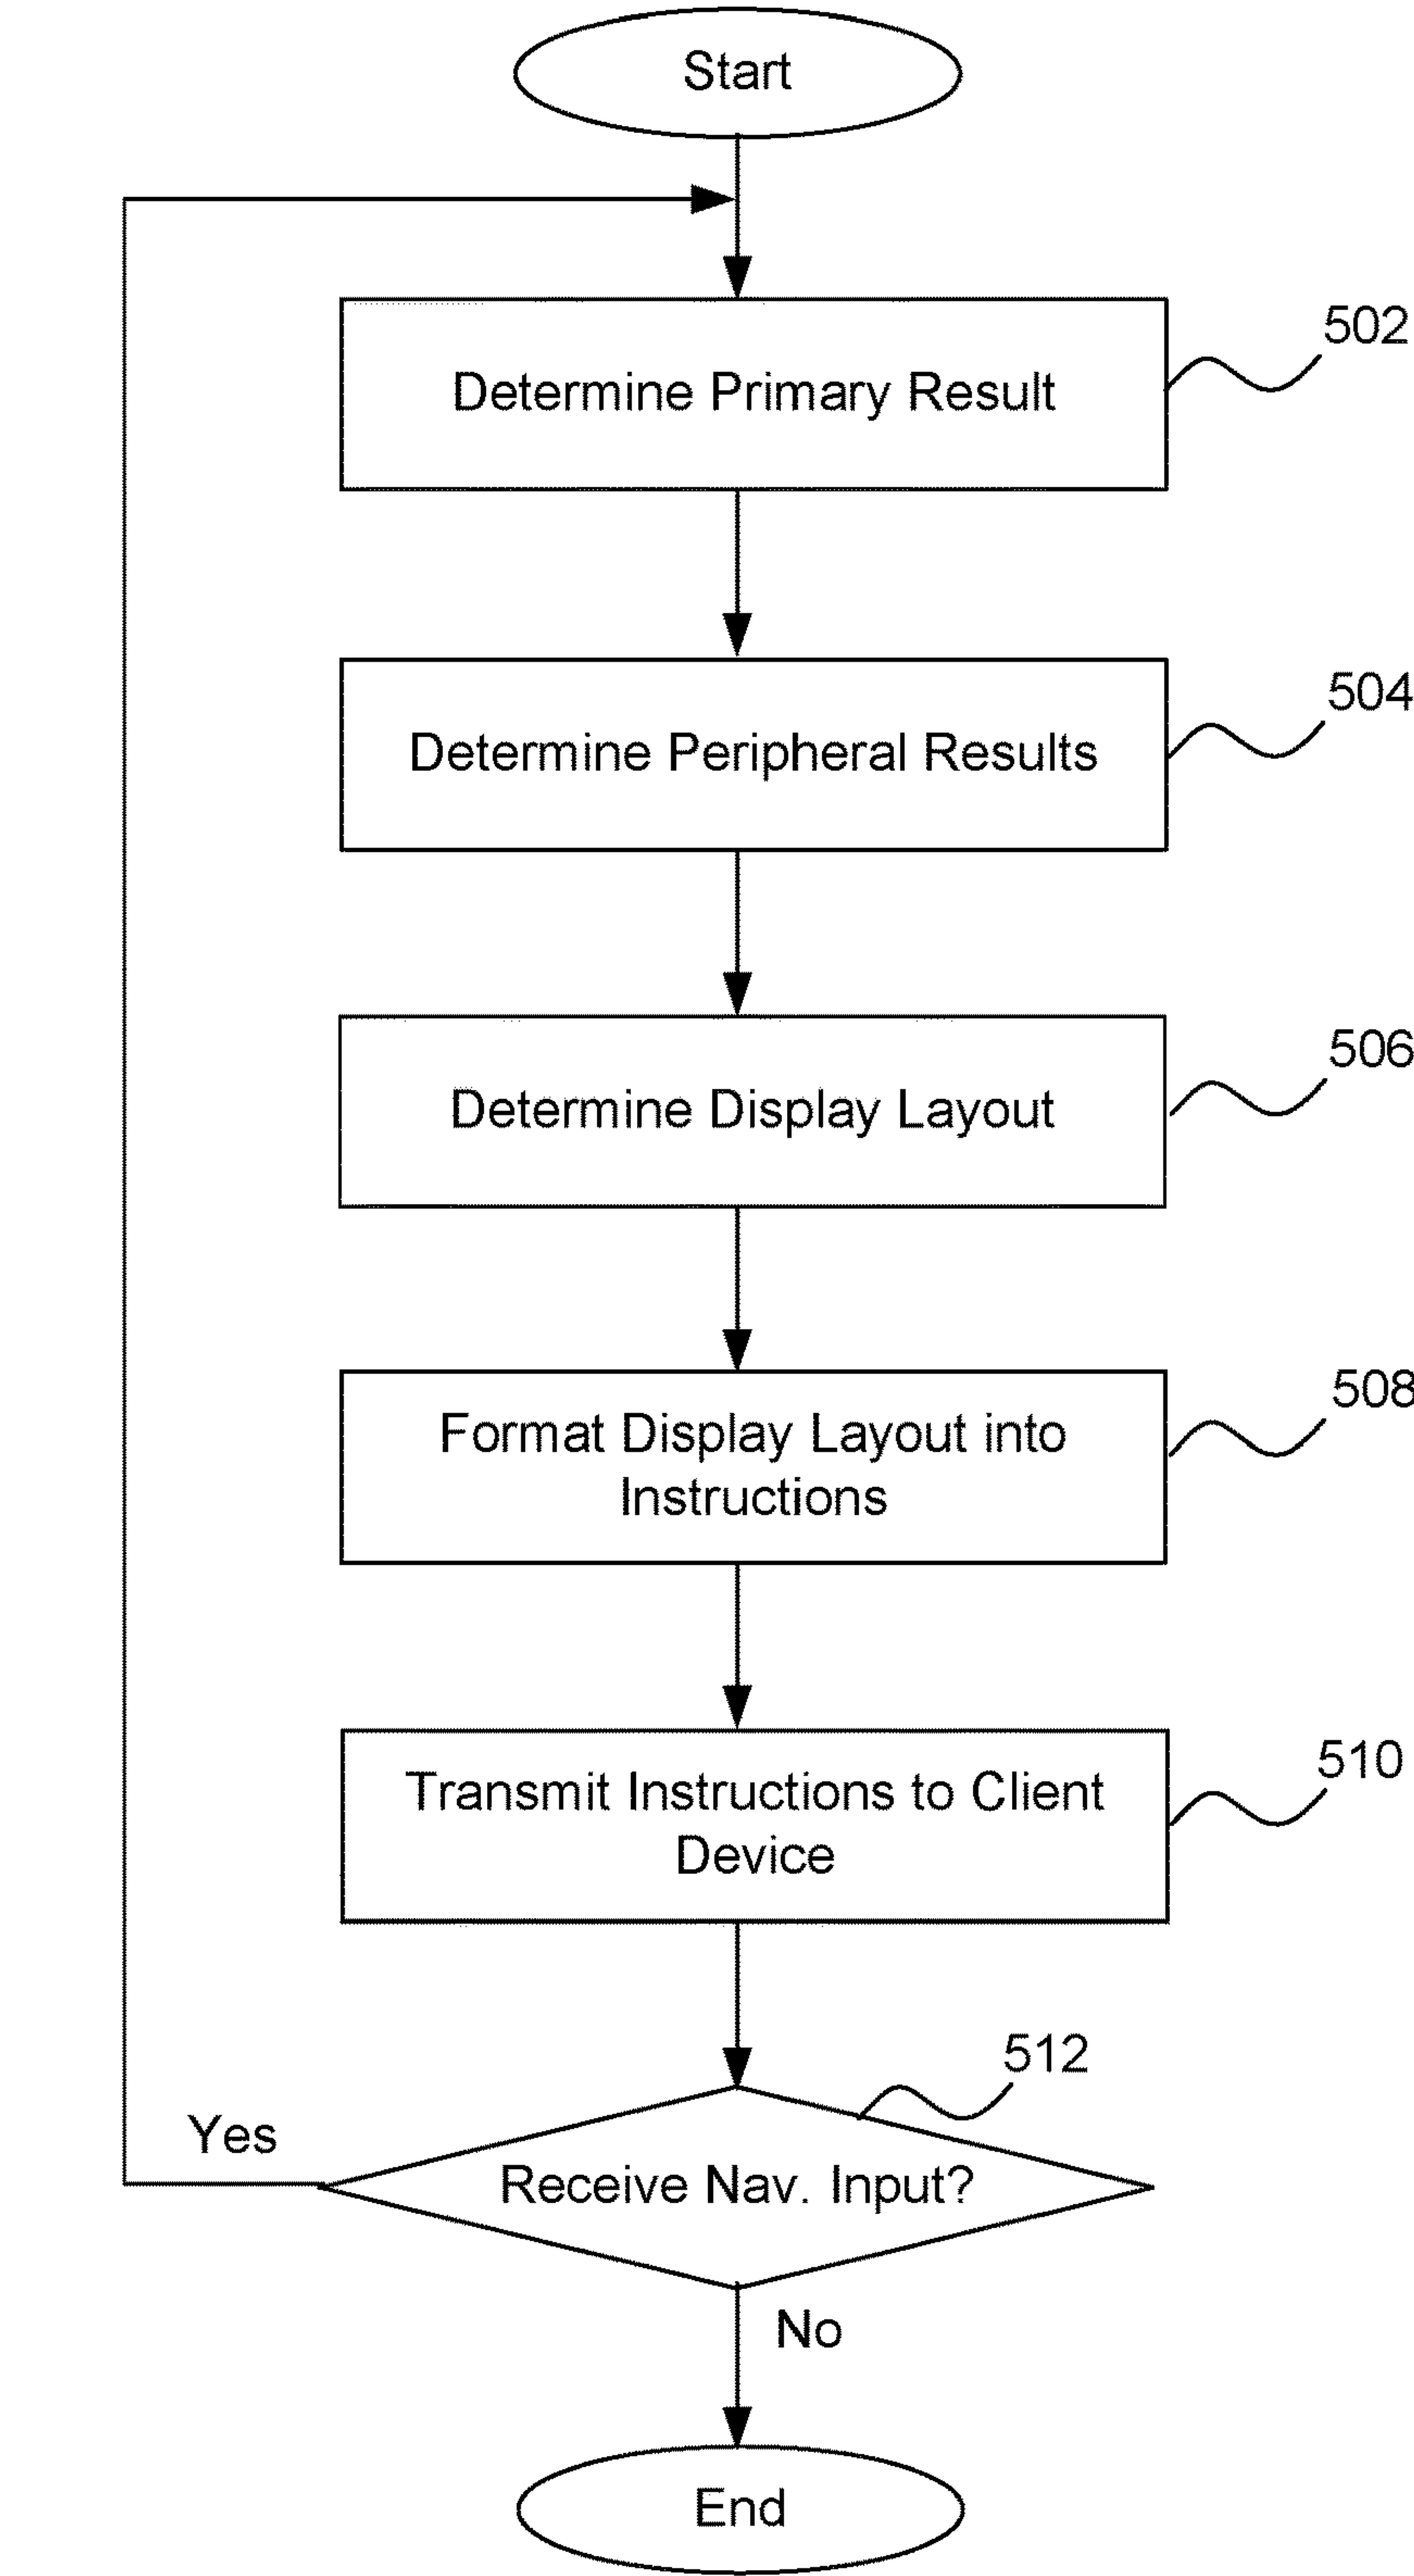 Start
502
Determine Primary Result
504
Determine Peripheral Results
506
Determine Display Layout
508
Format Display Layout into
Instructions
510
Transmit Instructions to Client
Device
512
Yes
Receive Nav. Input?
No
End